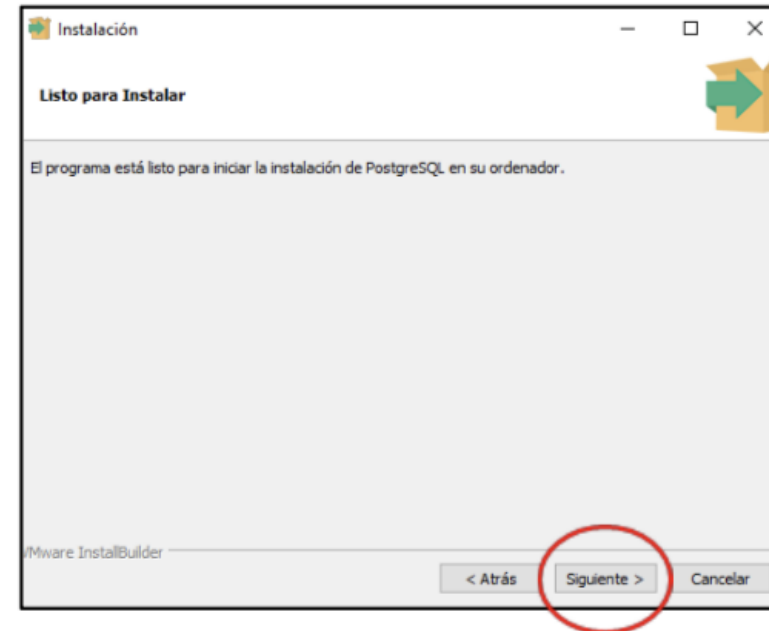 Instalación
Listo para Instalar
El programa está listo para iniciar la instalación de PostgreSQL en su ordenador.
VMware InstallBuilder
< Atrás
Siguiente >
Cancelar